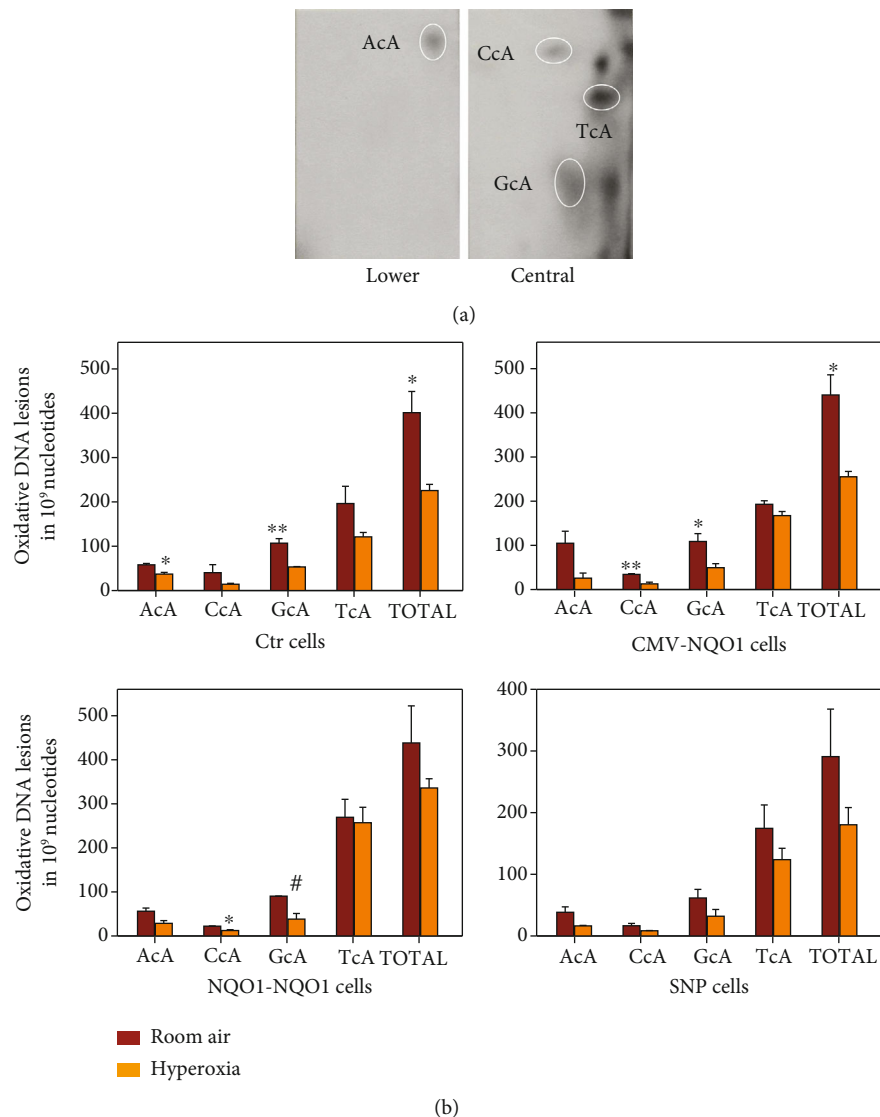 AcA
CcA
TcA
GcA
Lower
Central
(a)
Oxidative DNA lesions
in 10⁹ nucleotides
500
400
300
200
100
0
*
**
*
AcA CcA GcA TcA TOTAL
Ctr cells
500
400
300
200
100
0
**
*
*
AcA CcA GcA TcA TOTAL
CMV-NQO1 cells
Oxidative DNA lesions
in 10⁹ nucleotides
500
400
300
200
100
0
*
#
AcA CcA GcA TcA TOTAL
NQO1-NQO1 cells
400
300
200
100
0
AcA CcA GcA TcA TOTAL
SNP cells
Room air
Hyperoxia
(b)